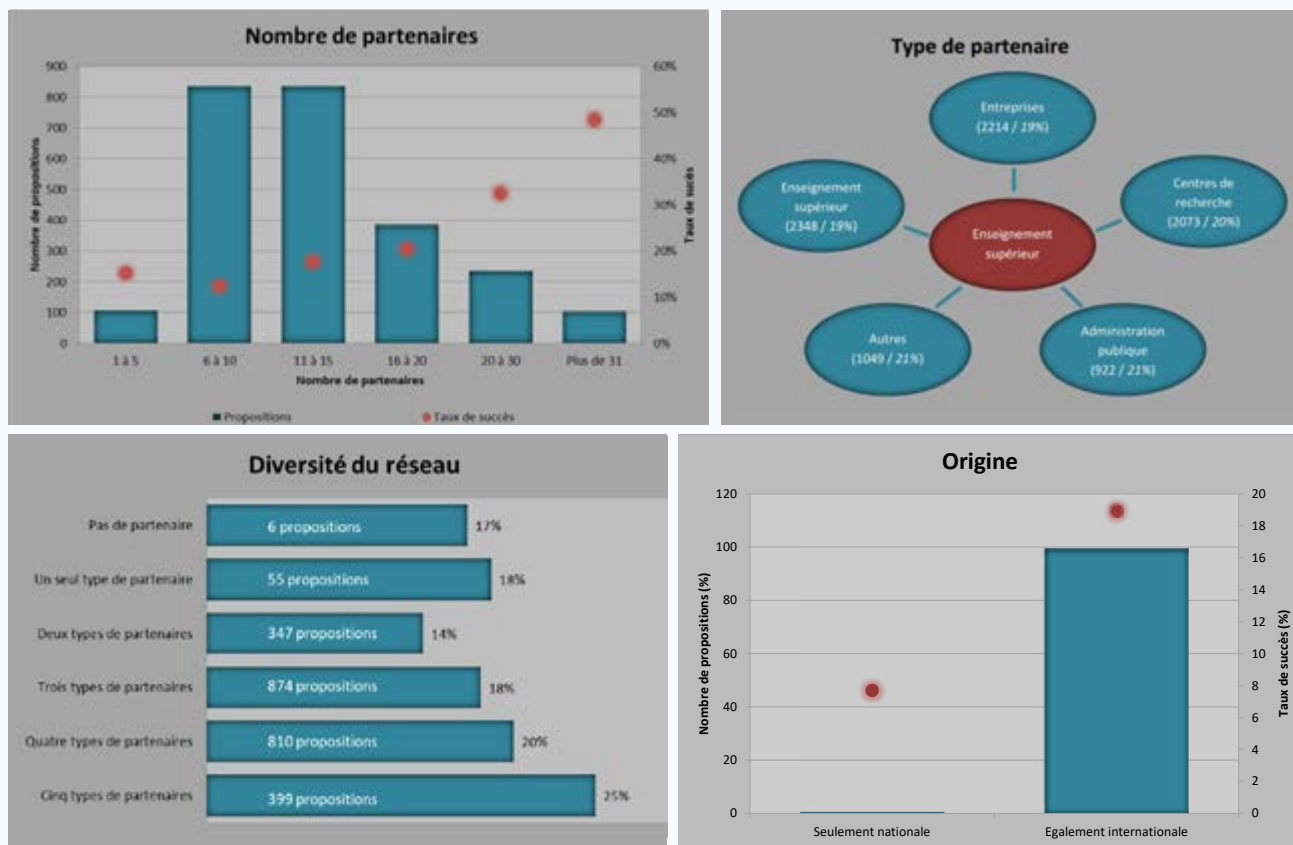 Nombre de partenaires
900
800
700
600
500
400
300
200
100
0
60%
50%
40%
30%
20%
10%
0%
Nombre de propositions
Taux de sucès
1 à 5
6 à 10
11 à 15
16 à 20
20 à 30
Plus de 31
Nombre de partenaires
Propositions
Taux de succès
Type de partenaire
Entreprises
(2214 / 19%)
Enseignement
supérieur
(2348 / 19%)
Centres de
recherche
(2073 / 20%)
Enseignement
supérieur
Autres
(1049 / 21%)
Administration
publique
(922 / 21%)
Diversité du réseau
Pas de partenaire
6 propositions
17%
Un seul type de partenaire
55 propositions
18%
Deux types de partenaires
347 propositions
14%
Trois types de partenaires
874 propositions
18%
Quatre types de partenaires
810 propositions
20%
Cinq types de partenaires
399 propositions
25%
Origine
120
100
80
60
40
20
0
20
18
16
14
12
10
8
6
4
2
0
Nombre de propositions (%)
Taux de succès (%)
Seulement nationale
Egalement internationale